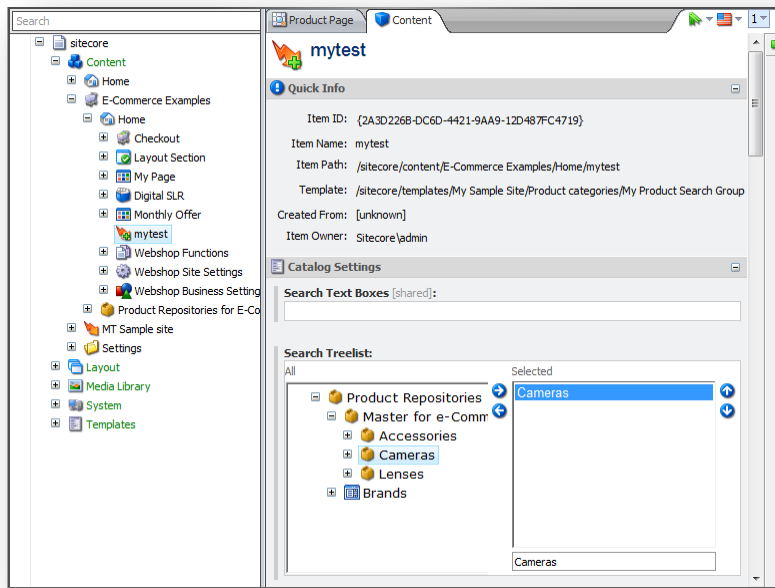 Search
sitecore
Content
Home
E-Commerce Examples
Home
Checkout
Layout Section
My Page
Digital SLR
Monthly Offer
mytest
Webshop Functions
Webshop Site Settings
Webshop Business Setting
Product Repositories for E-Co
MT Sample site
Settings
Layout
Media Library
System
Templates
Product Page
Content
1
mytest
Quick Info
Item ID: {2A3D226B-DC6D-4421-9AA9-12D487FC4719}
Item Name: mytest
Item Path: /sitecore/content/E-Commerce Examples/Home/mytest
Template: /sitecore/templates/My Sample Site/Product categories/My Product Search Group
Created From: [unknown]
Item Owner: Sitecore\admin
Catalog Settings
Search Text Boxes [shared]:
Search Treelist:
All
Product Repositories
Master for e-Comm
Accessories
Cameras
Lenses
Brands
Selected
Cameras
Cameras